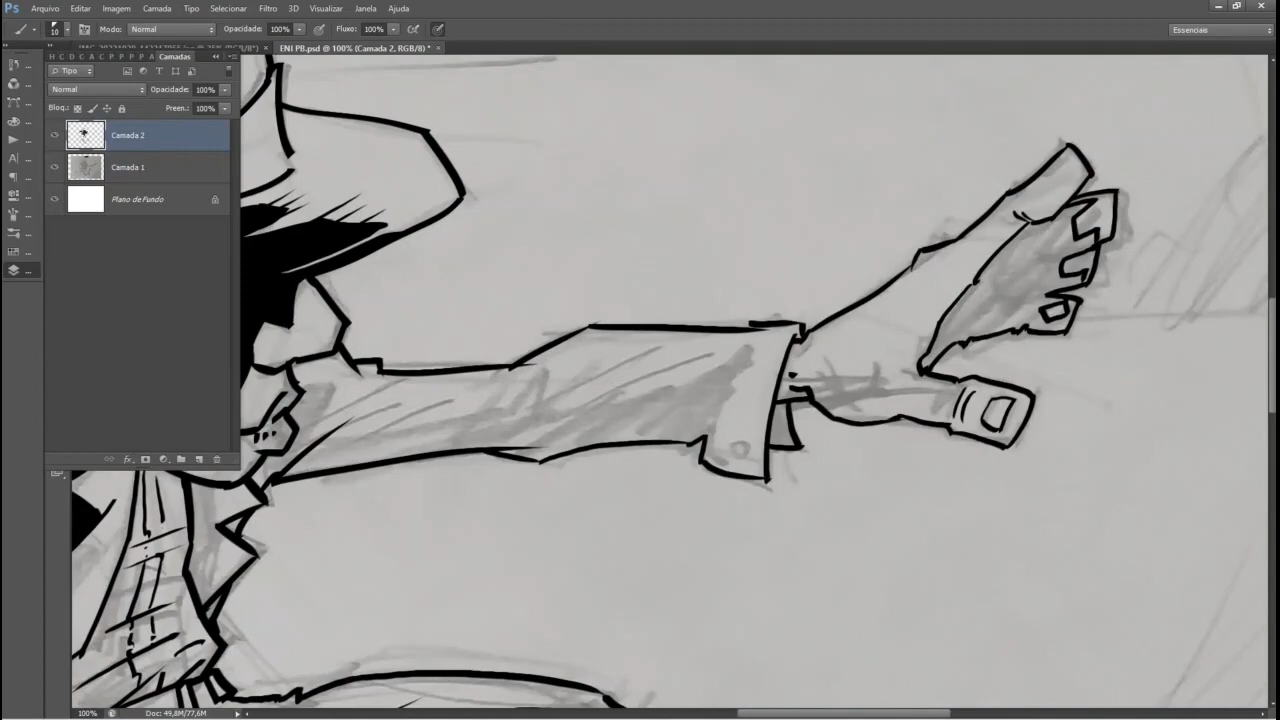 Ps Arquivo Editar Imagem Camada Tipo Selecionar Filtro 3D Visualizar Janela Ajuda
10 Modo: Normal Opacidade: 100% Fluxo: 100% Essenciais
ENI PB.psd @ 100% (Camada 2, RGB/8) * ×
H C D C A C P P P P A Camadas
Tipo
Normal Opacidade: 100%
Bloq.: Preen.: 100%
Camada 2
Camada 1
Plano de Fundo
fx
100% Doc: 49,8M/77,6M